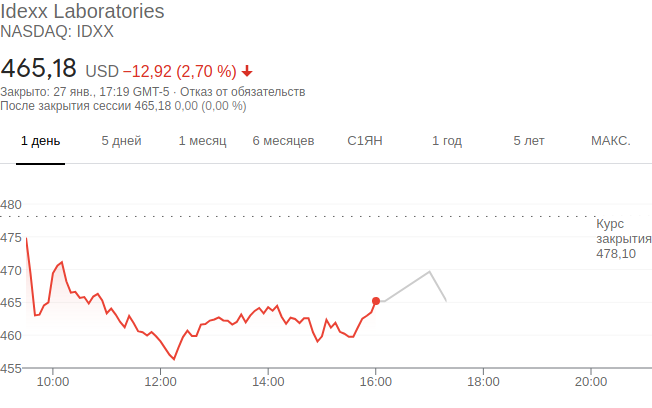 Idexx Laboratories
NASDAQ: IDXX
465,18 USD −12,92 (2,70 %) ↓
Закрыто: 27 янв., 17:19 GMT-5 · Отказ от обязательств
После закрытия сессии 465,18 0,00 (0,00 %)
1 день 5 дней 1 месяц 6 месяцев С1ЯН 1 год 5 лет МАКС.
480
Курс
475 закрытия
478,10
470
465
460
455
10:00 12:00 14:00 16:00 18:00 20:00